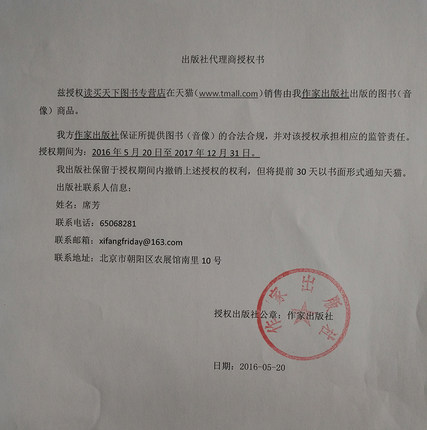 出版社代理商授权书
兹授权读买天下图书专营店在天猫（www.tmall.com）销售由我作家出版社出版的图书（音
像）商品。
我方作家出版社保证所提供图书（音像）的合法合规，并对该授权承担相应的监管责任。
授权期间为：2016 年 5 月 20 日至 2017 年 12 月 31 日。
我出版社保留于授权期间内撤销上述授权的权利，但将提前 30 天以书面形式通知天猫。
出版社联系人信息：
姓名：席芳
联系电话：65068281
联系邮箱：xifangfriday@163.com
联系地址：北京市朝阳区农展馆南里 10 号
作家出版社
授权出版社公章：作家出版社
日期：2016-05-20